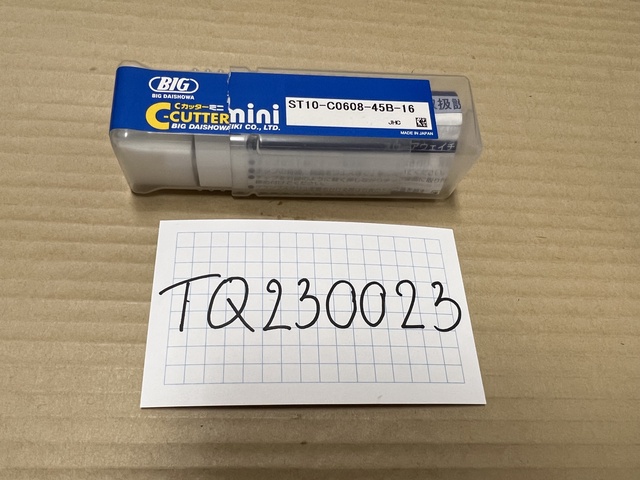 BIG
BIG DAISHOWA
Cカッターミニ
C-CUTTER mini
BIG DAISHOWA SEIKI CO., LTD.
ST10-C0608-45B-16
JHC
MADE IN JAPAN
TQ230023